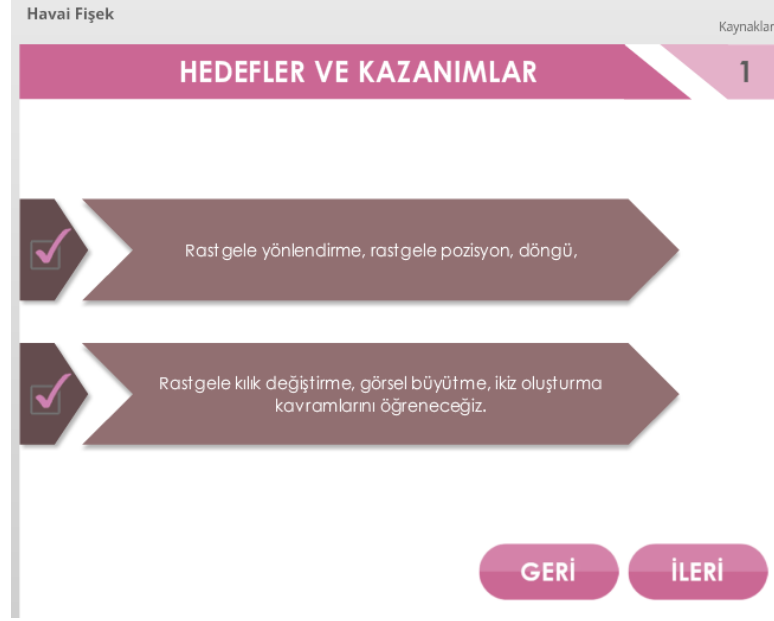 Havai Fişek
Kaynaklar
HEDEFLER VE KAZANIMLAR
1
Rastgele yönlendirme, rastgele pozisyon, döngü,
Rastgele kılık değiştirme, görsel büyütme, ikiz oluşturma
kavramlarını öğreneceğiz.
GERİ
İLERİ